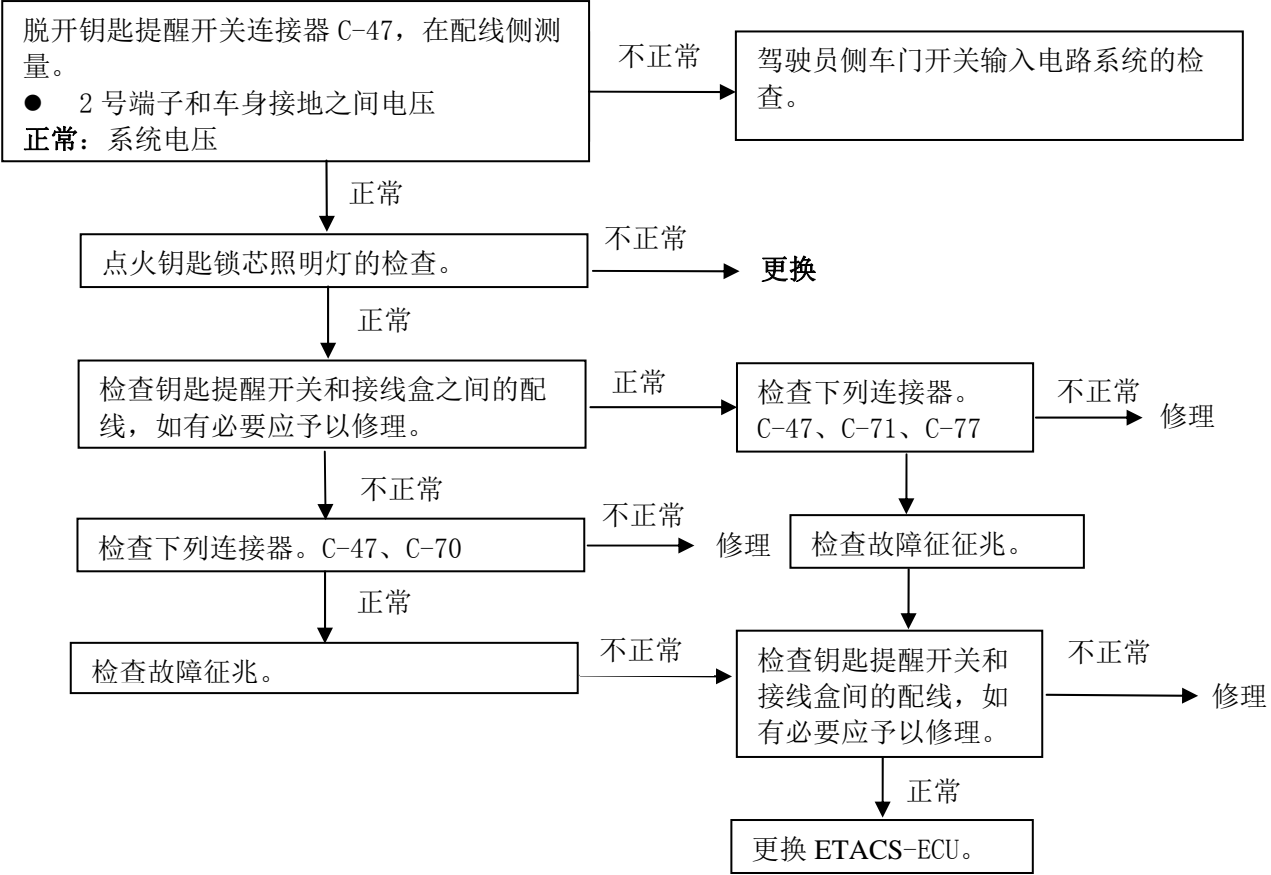 脱开钥匙提醒开关连接器 C-47，在配线侧测
量。
● 2 号端子和车身接地之间电压
正常：系统电压
不正常
驾驶员侧车门开关输入电路系统的检
查。
正常
点火钥匙锁芯照明灯的检查。
不正常
更换
正常
检查钥匙提醒开关和接线盒之间的配
线，如有必要应予以修理。
正常
检查下列连接器。
C-47、C-71、C-77
不正常
修理
不正常
检查下列连接器。C-47、C-70
不正常
修理
检查故障征征兆。
正常
检查故障征兆。
不正常
检查钥匙提醒开关和
接线盒间的配线，如
有必要应予以修理。
不正常
修理
正常
更换 ETACS-ECU。